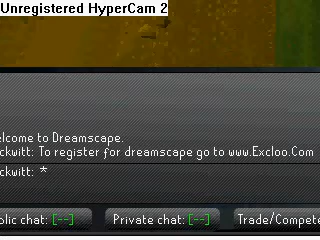 Unregistered HyperCam 2
elcome to Dreamscape.
ckwitt: To register for dreamscape go to www.Excloo.Com
ckwitt: *
blic chat: [--] Private chat: [--] Trade/Compete